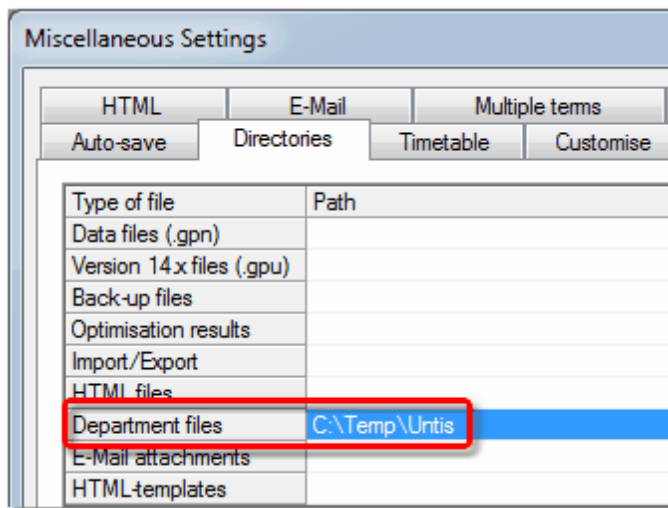 Miscellaneous Settings
HTML E-Mail Multiple terms
Auto-save Directories Timetable Customise
Type of file Path
Data files (.gpn)
Version 14.x files (.gpu)
Back-up files
Optimisation results
Import/Export
HTML files
Department files C:\Temp\Untis
E-Mail attachments
HTML-templates